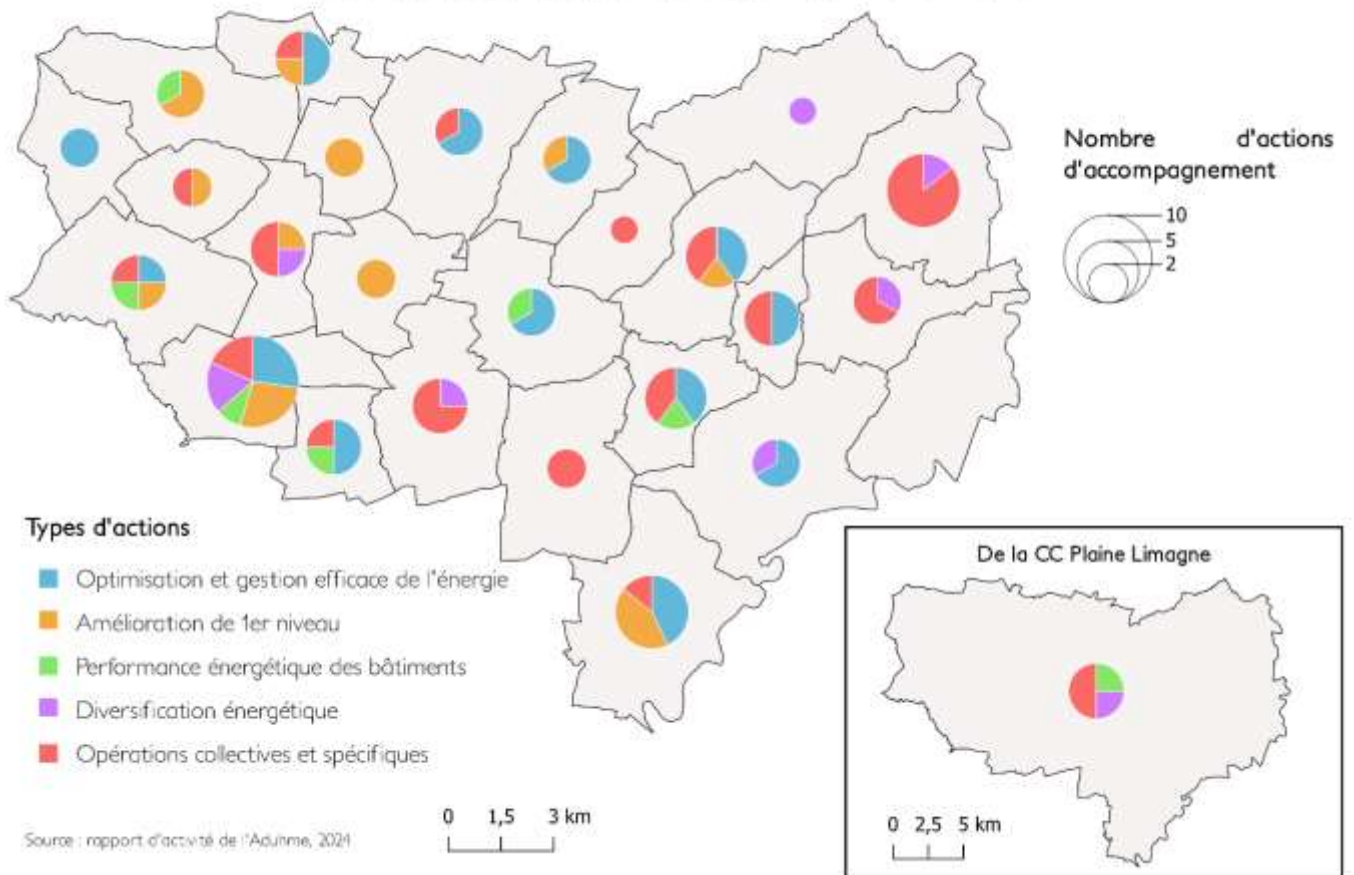 Nombre d'actions
d'accompagnement
10
5
2
Types d'actions
Optimisation et gestion efficace de l'énergie
Amélioration de 1er niveau
Performance énergétique des bâtiments
Diversification énergétique
Opérations collectives et spécifiques
Source : rapport d'activité de l'Aduhme, 2024
0 1,5 3 km
De la CC Plaine Limagne
0 2,5 5 km